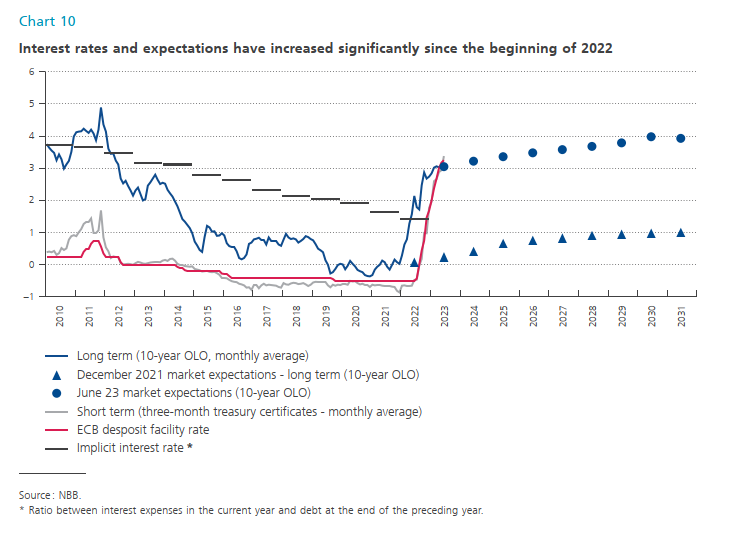 Chart 10
Interest rates and expectations have increased significantly since the beginning of 2022
6
5
4
3
2
1
0
−1
2010 2011 2012 2013 2014 2015 2016 2017 2018 2019 2020 2021 2022 23 2024 2025 2026 2027 2028 2029 2030 2031
Long term (10-year OLO, monthly average)
December 2021 market expectations - long term (10-year OLO)
June 23 market expectations (10-year OLO)
Short term (three-month treasury certificates - monthly average)
ECB desposit facility rate
Implicit interest rate *
Source: NBB.
* Ratio between interest expenses in the current year and debt at the end of the preceding year.